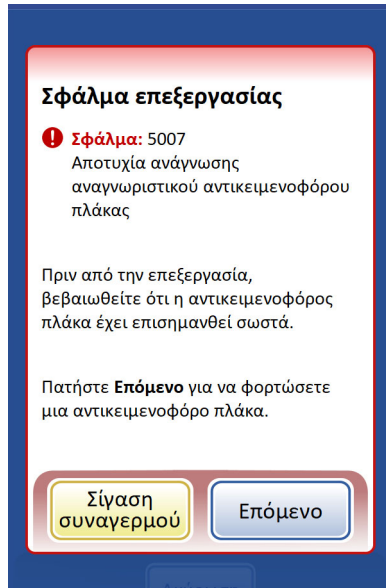 Σφάλμα επεξεργασίας
Σφάλμα: 5007
Αποτυχία ανάγνωσης
αναγνωριστικού αντικειμενοφόρου
πλάκας
Πριν από την επεξεργασία,
βεβαιωθείτε ότι η αντικειμενοφόρος
πλάκα έχει επισημανθεί σωστά.
Πατήστε Επόμενο για να φορτώσετε
μια αντικειμενοφόρο πλάκα.
Σίγαση
συναγερμού
Επόμενο